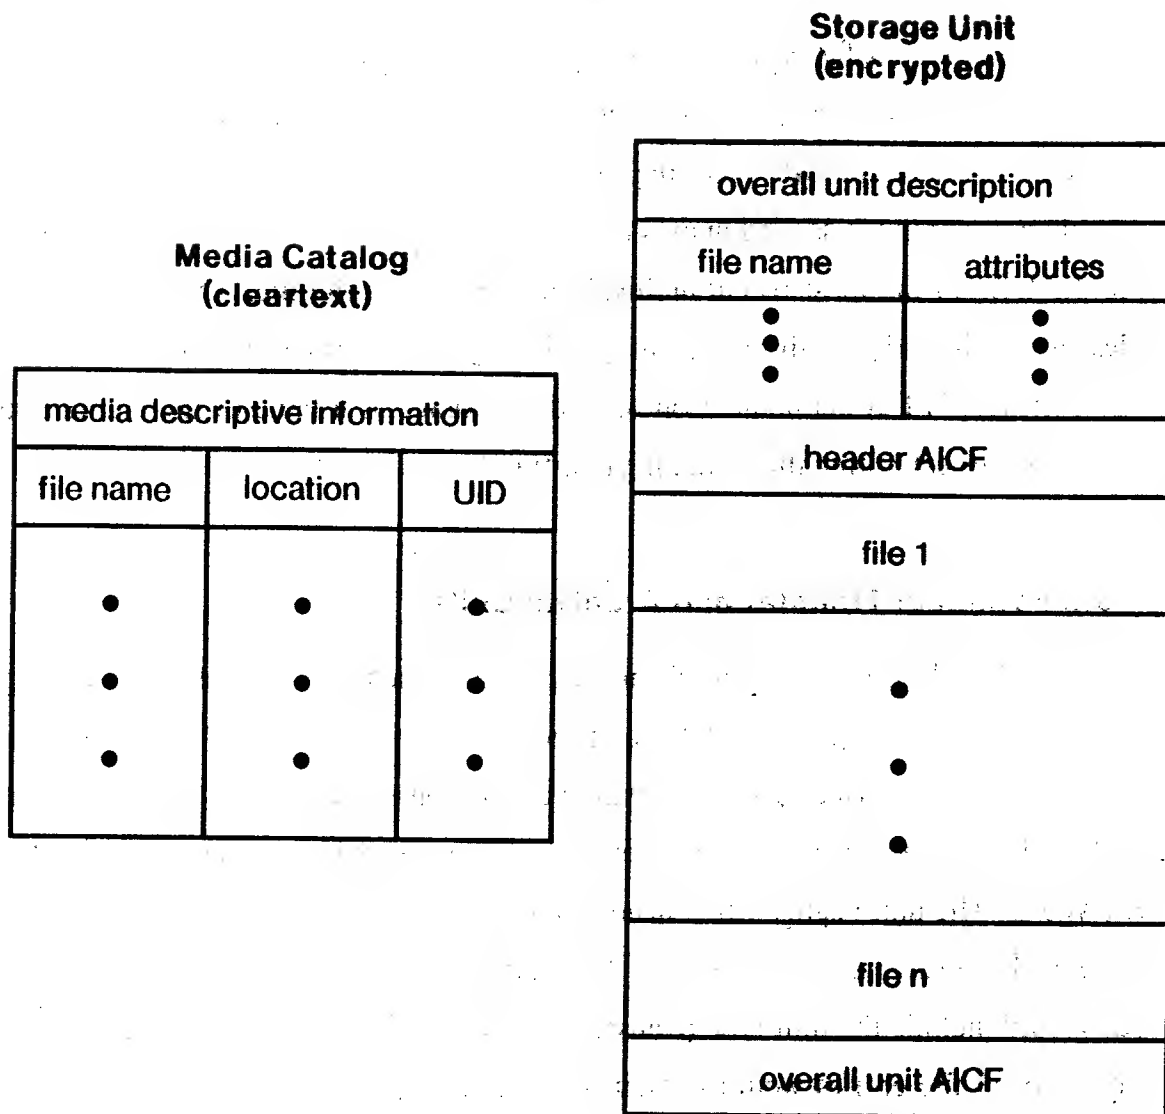 Storage Unit
(encrypted)
overall unit description
file name attributes
header AICF
file 1
file n
overall unit AICF
Media Catalog
(cleartext)
media descriptive information
file name location UID